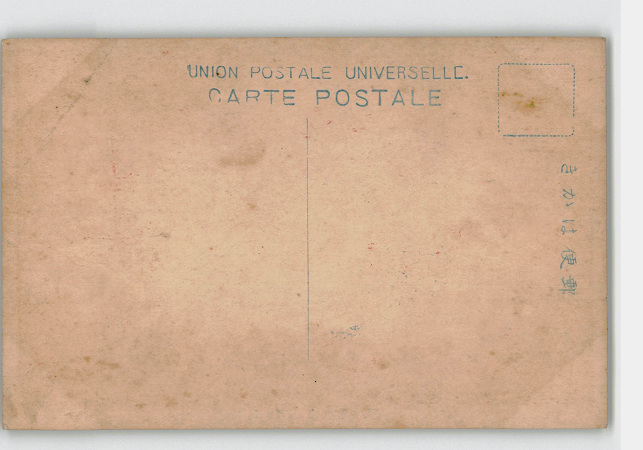 UNION POSTALE UNIVERSELLE.
CARTE POSTALE
きかは便郵